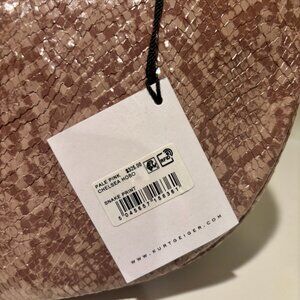 PALE PINK $325.00
CHELSEA HOBO
SNAKE PRINT
WWW.KURTGEIGER.COM